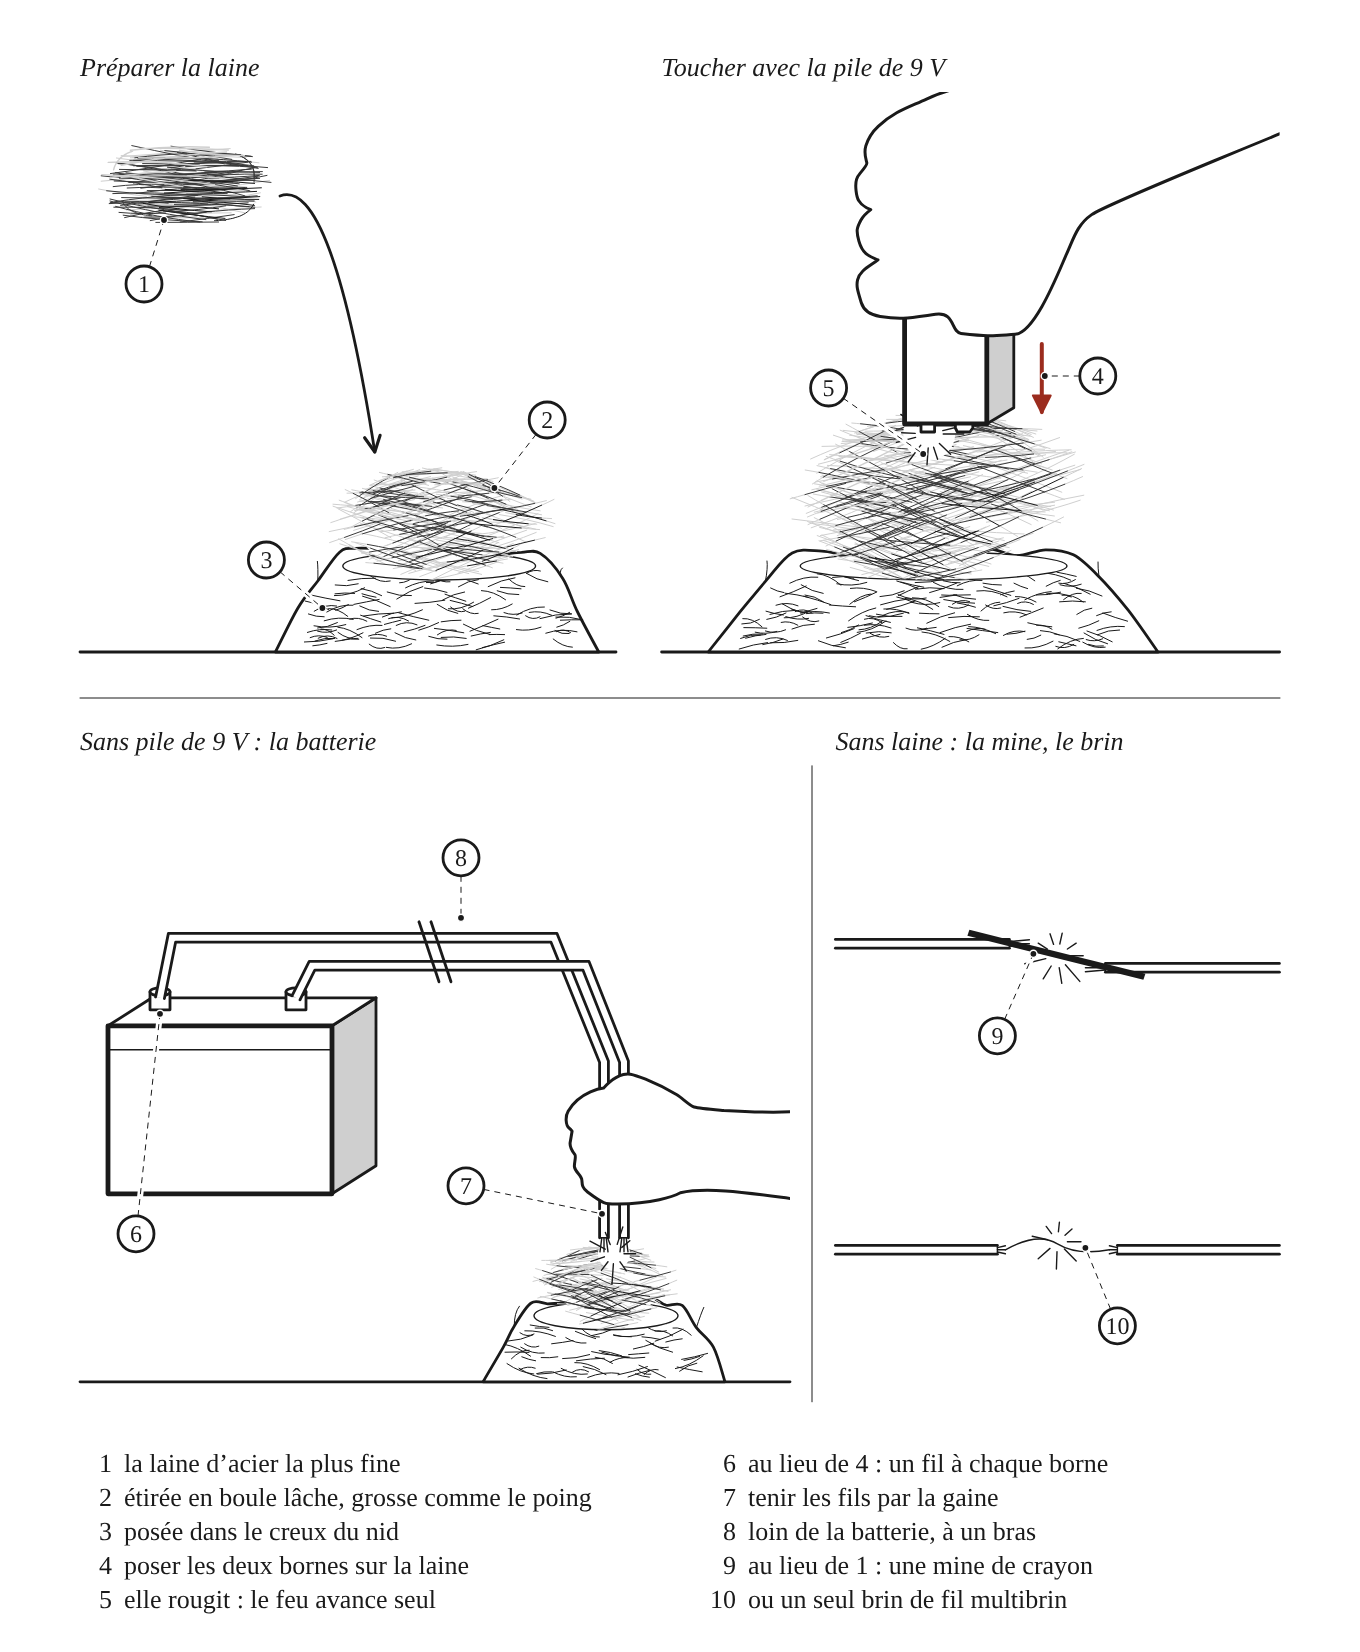 Préparer la laine
Toucher avec la pile de 9 V
1
2
3
4
5
Sans pile de 9 V : la batterie
Sans laine : la mine, le brin
8
9
7
6
10
1 la laine d’acier la plus fine
2 étirée en boule lâche, grosse comme le poing
3 posée dans le creux du nid
4 poser les deux bornes sur la laine
5 elle rougit : le feu avance seul
6 au lieu de 4 : un fil à chaque borne
7 tenir les fils par la gaine
8 loin de la batterie, à un bras
9 au lieu de 1 : une mine de crayon
10 ou un seul brin de fil multibrin